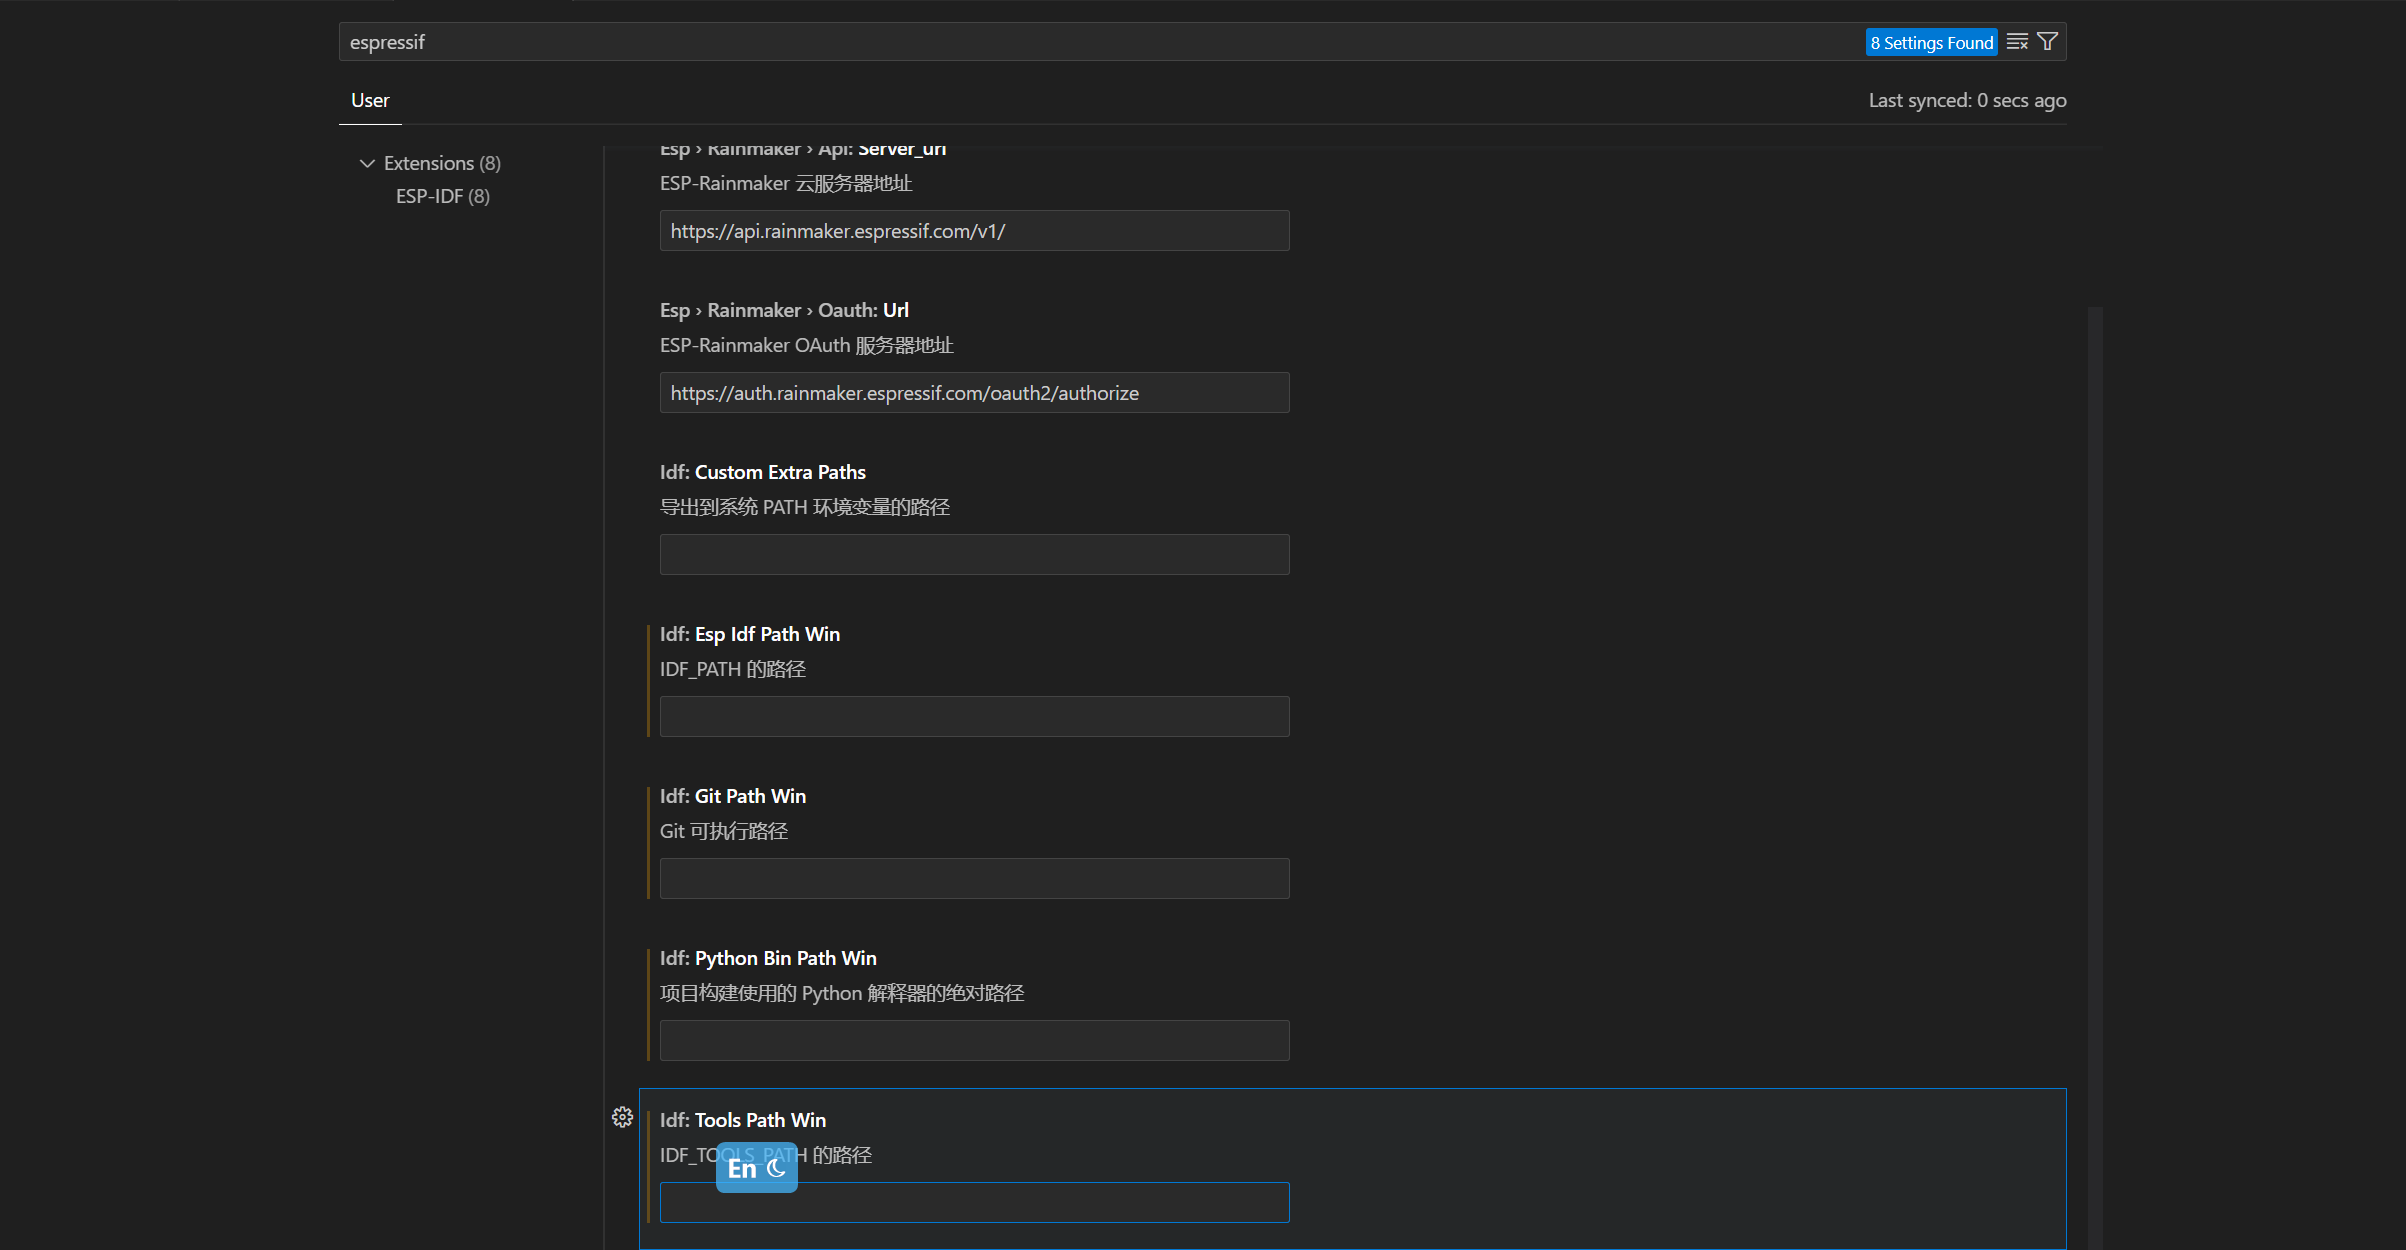 espressif
8 Settings Found
User
Last synced: 0 secs ago
Extensions (8)
ESP-IDF (8)
Esp › Rainmaker › Api: Server_url
ESP-Rainmaker 云服务器地址
https://api.rainmaker.espressif.com/v1/
Esp › Rainmaker › Oauth: Url
ESP-Rainmaker OAuth 服务器地址
https://auth.rainmaker.espressif.com/oauth2/authorize
Idf: Custom Extra Paths
导出到系统 PATH 环境变量的路径
Idf: Esp Idf Path Win
IDF_PATH 的路径
Idf: Git Path Win
Git 可执行路径
Idf: Python Bin Path Win
项目构建使用的 Python 解释器的绝对路径
Idf: Tools Path Win
IDF_TOOLS_PATH 的路径
En